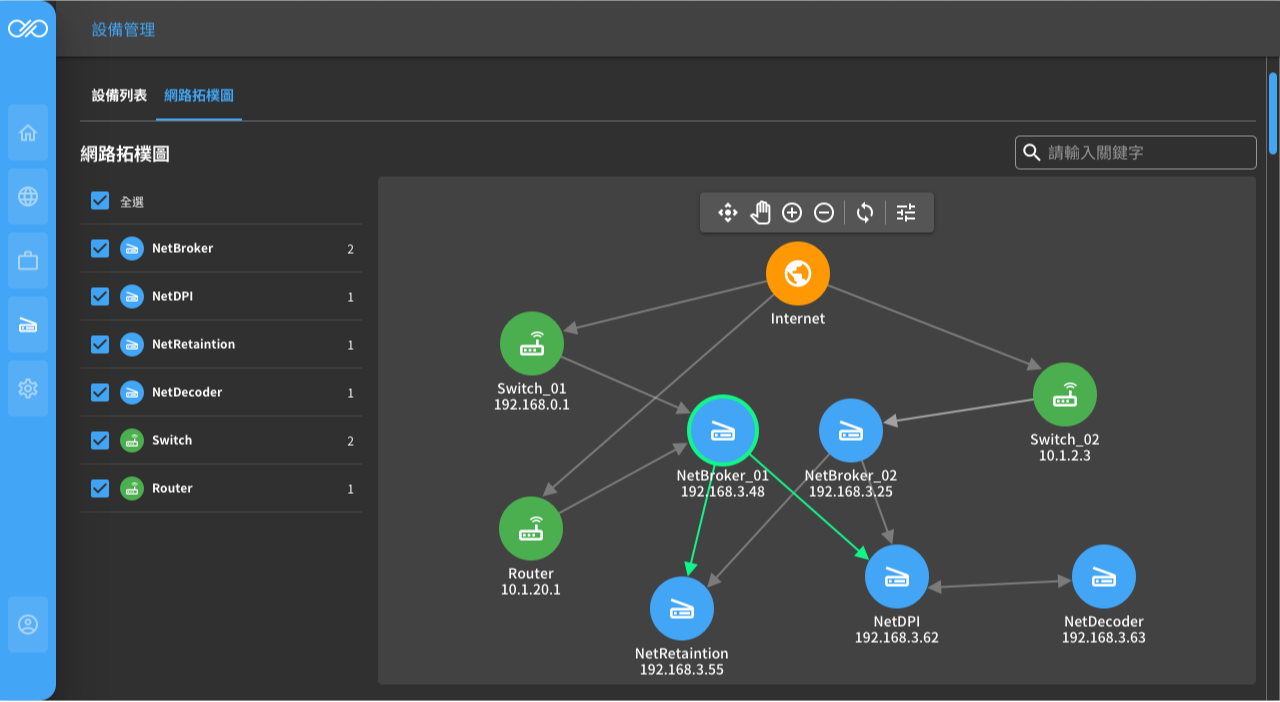 設備管理
設備列表
網路拓樸圖
網路拓樸圖
請輸入關鍵字
全選
NetBroker 2
NetDPI 1
NetRetaintion 1
NetDecoder 1
Switch 2
Router 1
Internet
Switch_01
192.168.0.1
Switch_02
10.1.2.3
NetBroker_01
192.168.3.48
NetBroker_02
192.168.3.25
Router
10.1.20.1
NetDPI
192.168.3.62
NetDecoder
192.168.3.63
NetRetaintion
192.168.3.55